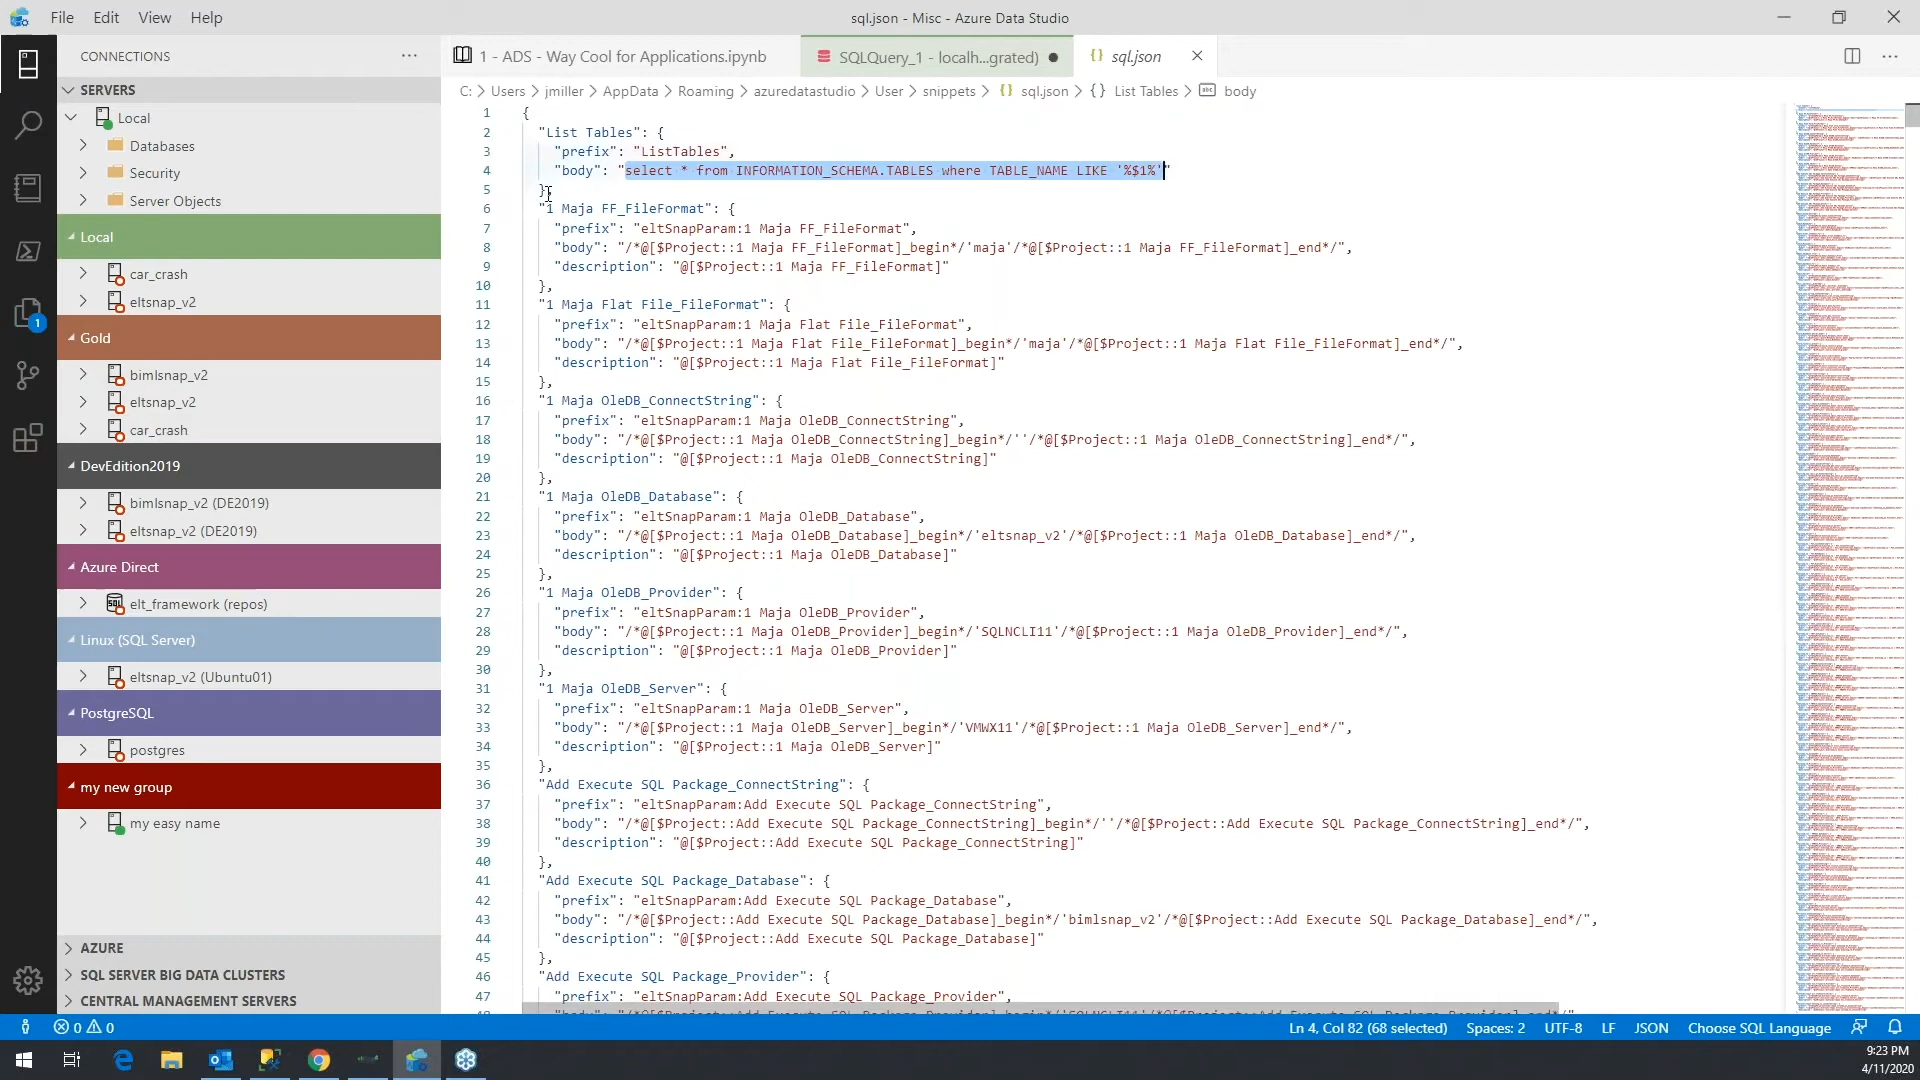 File Edit View Help
sql.json - Misc - Azure Data Studio
CONNECTIONS
1 - ADS - Way Cool for Applications.ipynb
SQLQuery_1 - localh...grated)
sql.json
C: > Users > jmiller > AppData > Roaming > azuredatastudio > User > snippets > {} sql.json > {} List Tables > body
SERVERS
Local
Databases
Security
Server Objects
Local
car_crash
eltsnap_v2
Gold
bimlsnap_v2
eltsnap_v2
car_crash
DevEdition2019
bimlsnap_v2 (DE2019)
eltsnap_v2 (DE2019)
Azure Direct
elt_framework (repos)
Linux (SQL Server)
eltsnap_v2 (Ubuntu01)
PostgreSQL
postgres
my new group
my easy name
AZURE
SQL SERVER BIG DATA CLUSTERS
CENTRAL MANAGEMENT SERVERS
1 {
2 "List Tables": {
3 "prefix": "ListTables",
4 "body": "select * from INFORMATION_SCHEMA.TABLES where TABLE_NAME LIKE '%$1%'"
5 },
6 "1 Maja FF_FileFormat": {
7 "prefix": "eltSnapParam:1 Maja FF_FileFormat",
8 "body": "/*@[$Project::1 Maja FF_FileFormat]_begin*/'maja'/*@[$Project::1 Maja FF_FileFormat]_end*/",
9 "description": "@[$Project::1 Maja FF_FileFormat]"
10 },
11 "1 Maja Flat File_FileFormat": {
12 "prefix": "eltSnapParam:1 Maja Flat File_FileFormat",
13 "body": "/*@[$Project::1 Maja Flat File_FileFormat]_begin*/'maja'/*@[$Project::1 Maja Flat File_FileFormat]_end*/",
14 "description": "@[$Project::1 Maja Flat File_FileFormat]"
15 },
16 "1 Maja OleDB_ConnectString": {
17 "prefix": "eltSnapParam:1 Maja OleDB_ConnectString",
18 "body": "/*@[$Project::1 Maja OleDB_ConnectString]_begin*/''/*@[$Project::1 Maja OleDB_ConnectString]_end*/",
19 "description": "@[$Project::1 Maja OleDB_ConnectString]"
20 },
21 "1 Maja OleDB_Database": {
22 "prefix": "eltSnapParam:1 Maja OleDB_Database",
23 "body": "/*@[$Project::1 Maja OleDB_Database]_begin*/'eltsnap_v2'/*@[$Project::1 Maja OleDB_Database]_end*/",
24 "description": "@[$Project::1 Maja OleDB_Database]"
25 },
26 "1 Maja OleDB_Provider": {
27 "prefix": "eltSnapParam:1 Maja OleDB_Provider",
28 "body": "/*@[$Project::1 Maja OleDB_Provider]_begin*/'SQLNCLI11'/*@[$Project::1 Maja OleDB_Provider]_end*/",
29 "description": "@[$Project::1 Maja OleDB_Provider]"
30 },
31 "1 Maja OleDB_Server": {
32 "prefix": "eltSnapParam:1 Maja OleDB_Server",
33 "body": "/*@[$Project::1 Maja OleDB_Server]_begin*/'VMWX11'/*@[$Project::1 Maja OleDB_Server]_end*/",
34 "description": "@[$Project::1 Maja OleDB_Server]"
35 },
36 "Add Execute SQL Package_ConnectString": {
37 "prefix": "eltSnapParam:Add Execute SQL Package_ConnectString",
38 "body": "/*@[$Project::Add Execute SQL Package_ConnectString]_begin*/''/*@[$Project::Add Execute SQL Package_ConnectString]_end*/",
39 "description": "@[$Project::Add Execute SQL Package_ConnectString]"
40 },
41 "Add Execute SQL Package_Database": {
42 "prefix": "eltSnapParam:Add Execute SQL Package_Database",
43 "body": "/*@[$Project::Add Execute SQL Package_Database]_begin*/'bimlsnap_v2'/*@[$Project::Add Execute SQL Package_Database]_end*/",
44 "description": "@[$Project::Add Execute SQL Package_Database]"
45 },
46 "Add Execute SQL Package_Provider": {
47 "prefix": "eltSnapParam:Add Execute SQL Package_Provider",
0 0
Ln 4, Col 82 (68 selected) Spaces: 2 UTF-8 LF JSON Choose SQL Language
1
9:23 PM
4/11/2020